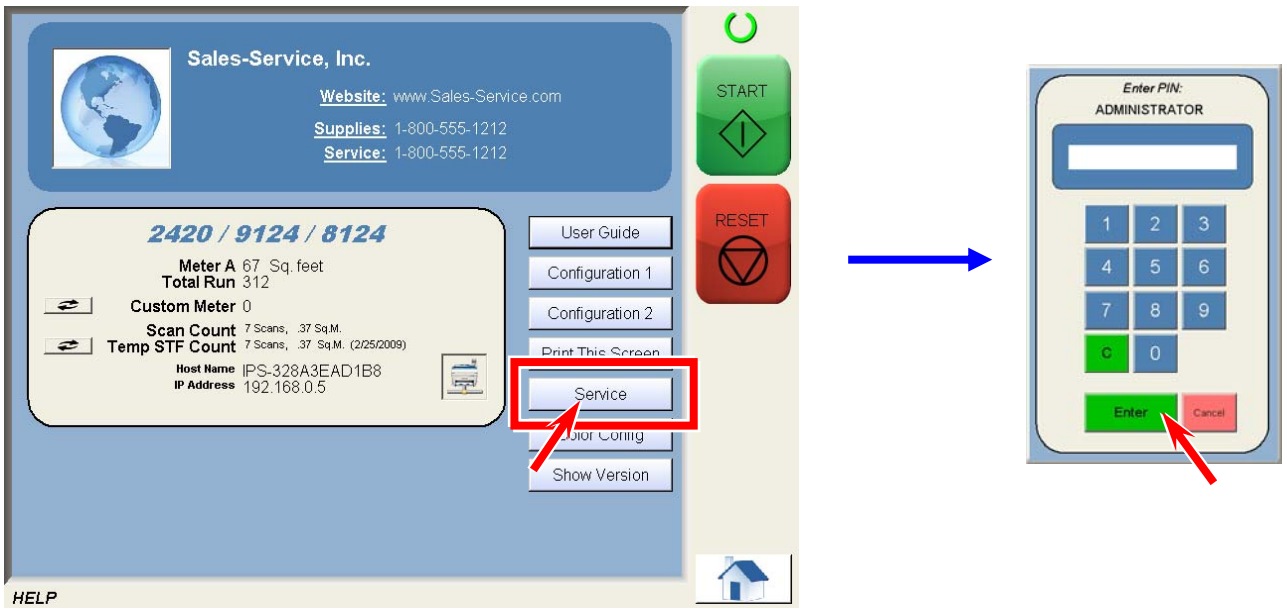 Sales-Service, Inc.
Website: www.Sales-Service.com
Supplies: 1-800-555-1212
Service: 1-800-555-1212
2420 / 9124 / 8124
Meter A 67 Sq. feet
Total Run 312
Custom Meter 0
Scan Count 7 Scans, .37 Sq.M.
Temp STF Count 7 Scans, .37 Sq.M. (2/25/2009)
Host Name IPS-328A3EAD1B8
IP Address 192.168.0.5
User Guide
Configuration 1
Configuration 2
Print This Screen
Service
Color Config
Show Version
HELP
START
RESET
Enter PIN:
ADMINISTRATOR
1 2 3
4 5 6
7 8 9
C 0
Enter Cancel